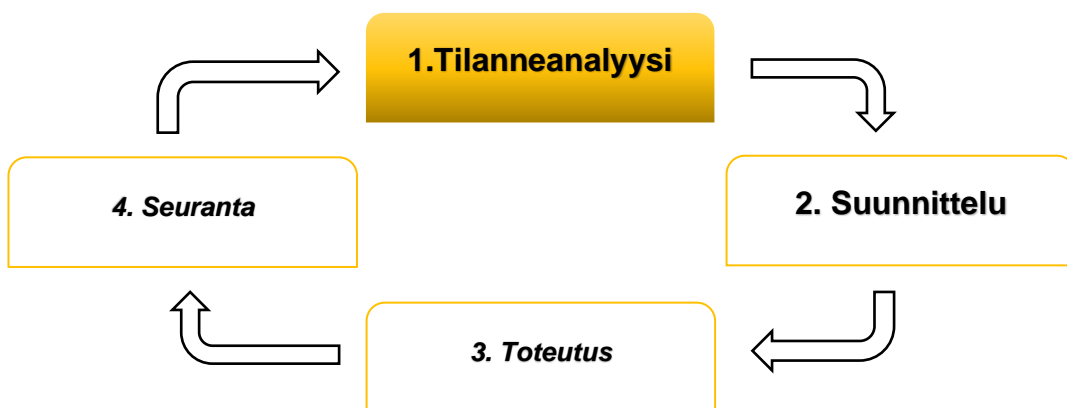 1.Tilanneanalyysi
2. Suunnittelu
3. Toteutus
4. Seuranta